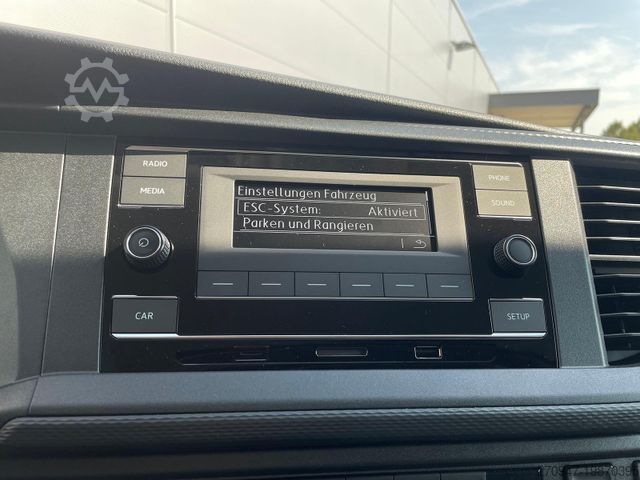 RADIO
MEDIA
PHONE
SOUND
Einstellungen Fahrzeug
ESC-System: Aktiviert
Parken und Rangieren
CAR
SETUP